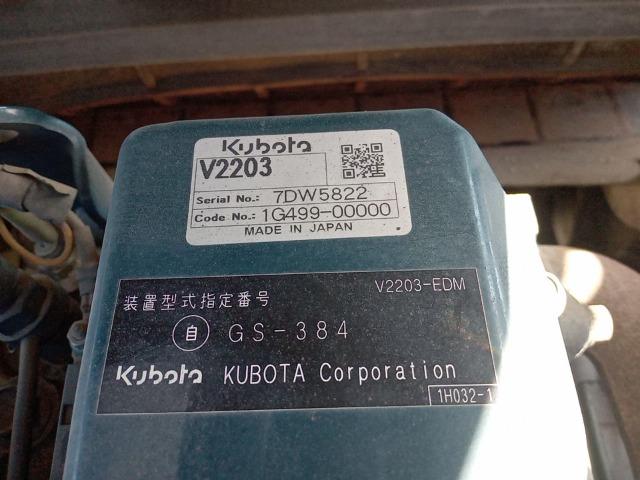 Kubota
V2203
Serial No.: 7DW5822
Code No.: 1G499-00000
MADE IN JAPAN
V2203-EDM
装置型式指定番号
自 GS-384
Kubota KUBOTA Corporation
1H032-1